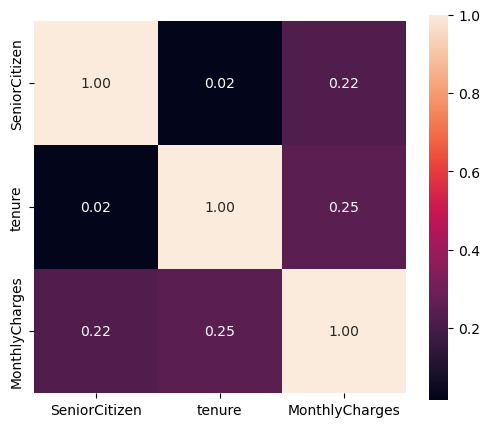 SeniorCitizen
tenure
MonthlyCharges
1.00 0.02 0.22
0.02 1.00 0.25
0.22 0.25 1.00
SeniorCitizen tenure MonthlyCharges
1.0
0.8
0.6
0.4
0.2